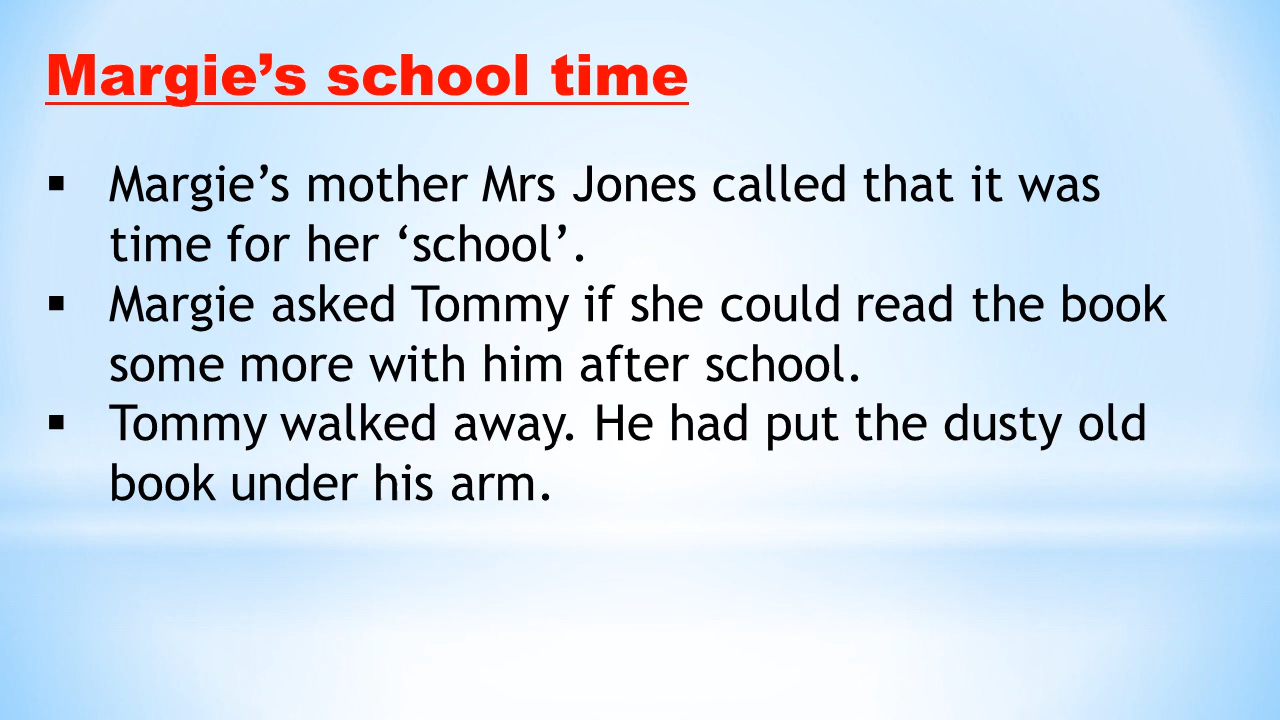 Margie’s school time
▪ Margie’s mother Mrs Jones called that it was
time for her ‘school’.
▪ Margie asked Tommy if she could read the book
some more with him after school.
▪ Tommy walked away. He had put the dusty old
book under his arm.